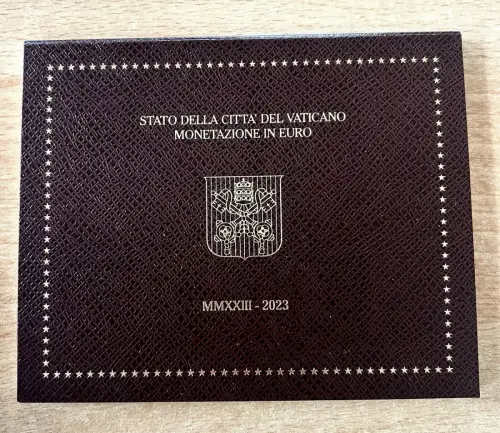 STATO DELLA CITTA' DEL VATICANO
MONETAZIONE IN EURO
MMXXIII - 2023